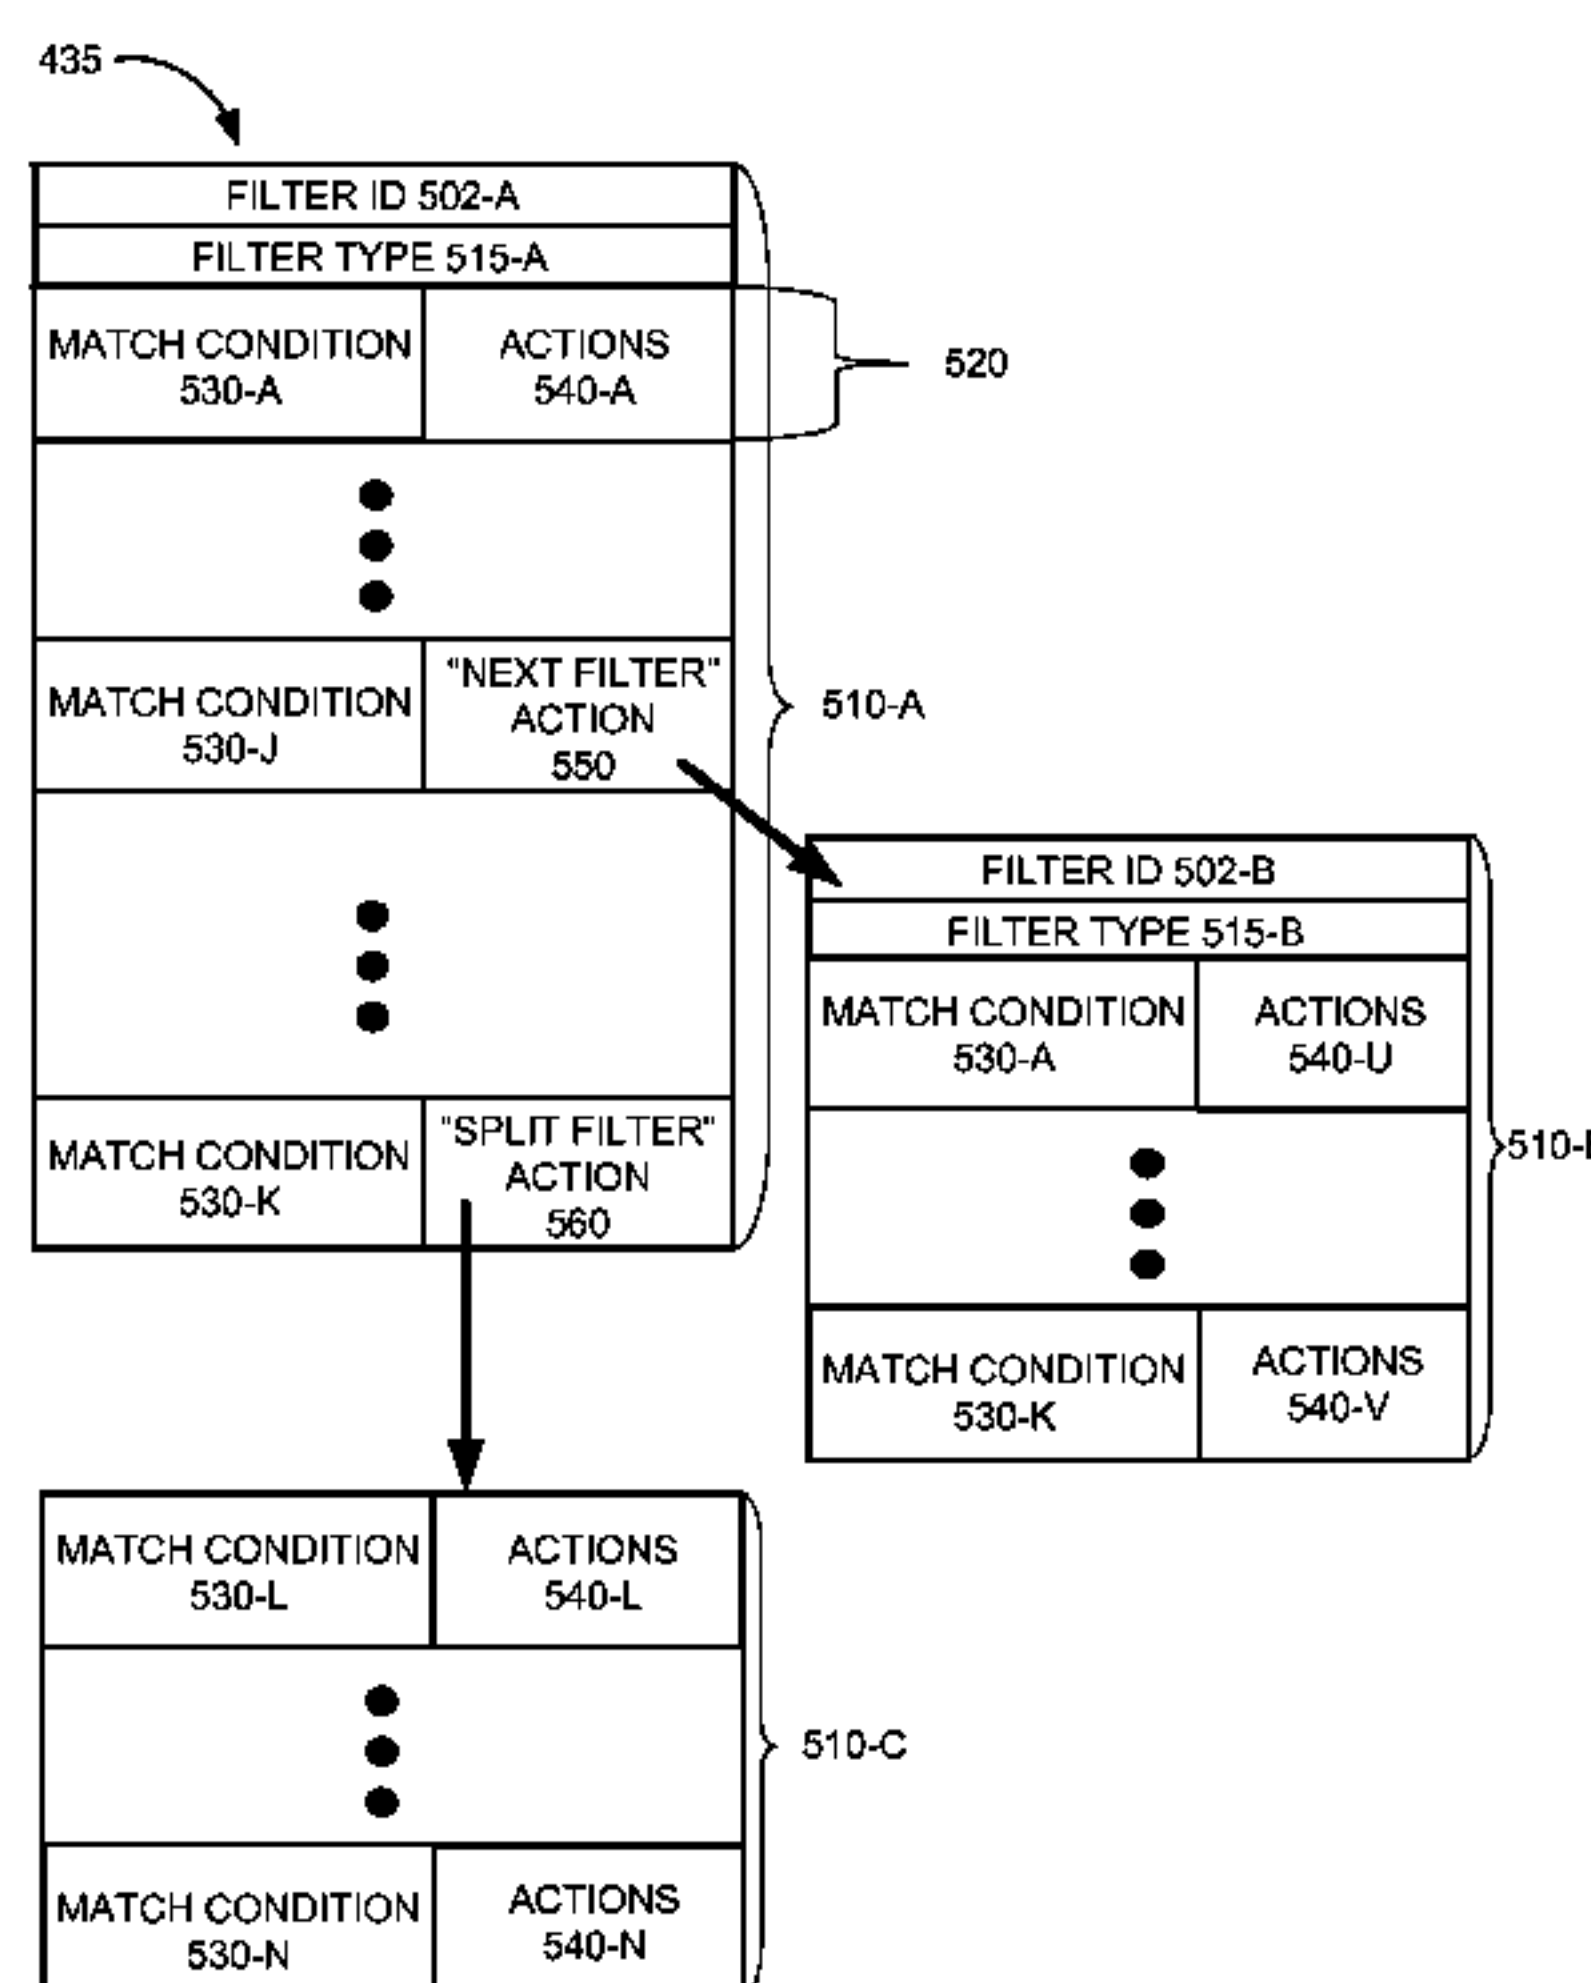 435
FILTER ID 502-A
FILTER TYPE 515-A
MATCH CONDITION
530-A
ACTIONS
540-A
520
MATCH CONDITION
530-J
"NEXT FILTER"
ACTION
550
510-A
MATCH CONDITION
530-K
"SPLIT FILTER"
ACTION
560
FILTER ID 502-B
FILTER TYPE 515-B
MATCH CONDITION
530-A
ACTIONS
540-U
510-
MATCH CONDITION
530-K
ACTIONS
540-V
MATCH CONDITION
530-L
ACTIONS
540-L
510-C
MATCH CONDITION
530-N
ACTIONS
540-N